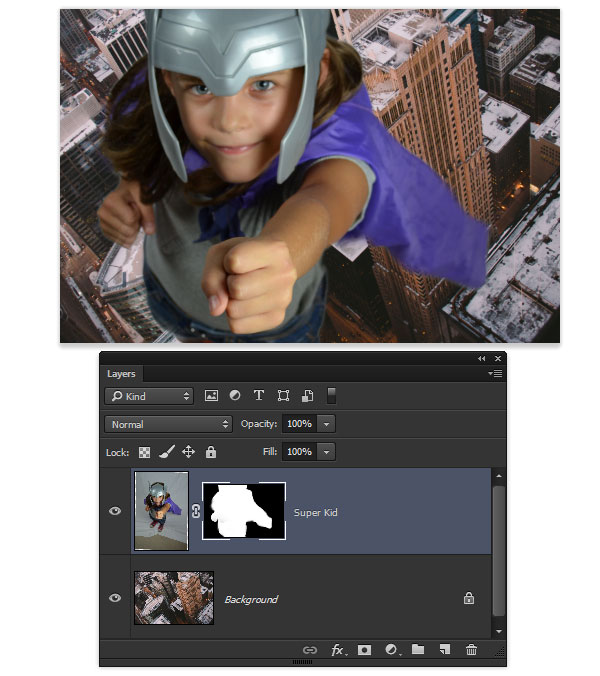 Layers
Kind
Normal
Opacity: 100%
Lock:
Fill: 100%
Super Kid
Background
fx